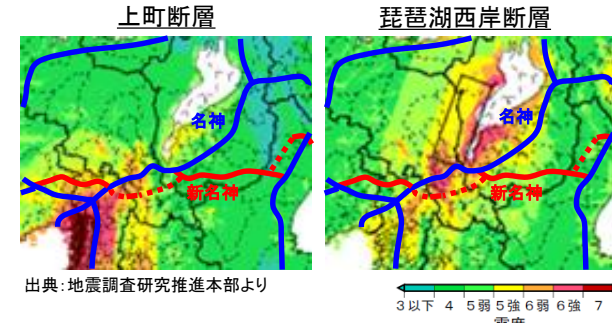 上町断層
琵琶湖西岸断層
名神
新名神
名神
新名神
出典：地震調査研究推進本部より
3以下 4 5弱 5強 6弱 6強 7
震度